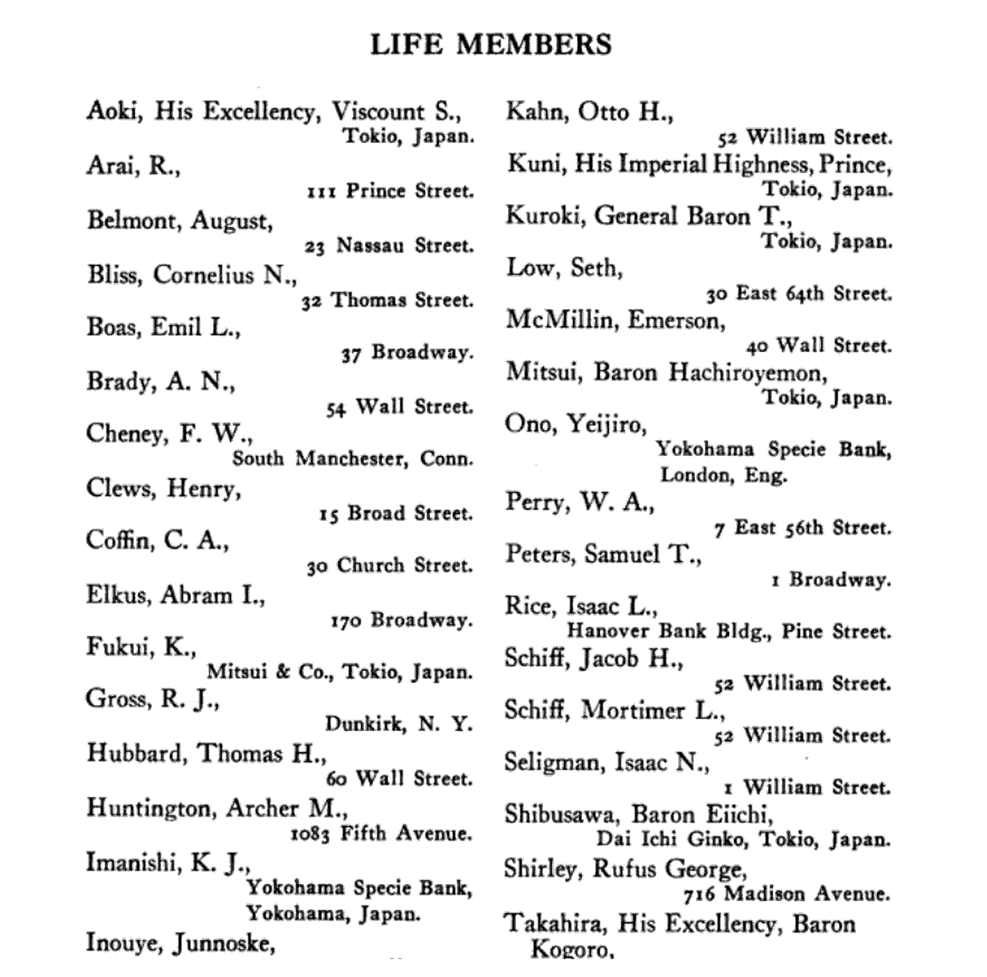 LIFE MEMBERS
Aoki, His Excellency, Viscount S.,
Tokio, Japan.
Arai, R.,
111 Prince Street.
Belmont, August,
23 Nassau Street.
Bliss, Cornelius N.,
32 Thomas Street.
Boas, Emil L.,
37 Broadway.
Brady, A. N.,
54 Wall Street.
Cheney, F. W.,
South Manchester, Conn.
Clews, Henry,
15 Broad Street.
Coffin, C. A.,
30 Church Street.
Elkus, Abram I.,
170 Broadway.
Fukui, K.,
Mitsui & Co., Tokio, Japan.
Gross, R. J.,
Dunkirk, N. Y.
Hubbard, Thomas H.,
60 Wall Street.
Huntington, Archer M.,
1083 Fifth Avenue.
Imanishi, K. J.,
Yokohama Specie Bank,
Yokohama, Japan.
Inouye, Junnoske,
Kahn, Otto H.,
52 William Street.
Kuni, His Imperial Highness, Prince,
Tokio, Japan.
Kuroki, General Baron T.,
Tokio, Japan.
Low, Seth,
30 East 64th Street.
McMillin, Emerson,
40 Wall Street.
Mitsui, Baron Hachiroyemon,
Tokio, Japan.
Ono, Yeijiro,
Yokohama Specie Bank,
London, Eng.
Perry, W. A.,
7 East 56th Street.
Peters, Samuel T.,
1 Broadway.
Rice, Isaac L.,
Hanover Bank Bldg., Pine Street.
Schiff, Jacob H.,
52 William Street.
Schiff, Mortimer L.,
52 William Street.
Seligman, Isaac N.,
1 William Street.
Shibusawa, Baron Eiichi,
Dai Ichi Ginko, Tokio, Japan.
Shirley, Rufus George,
716 Madison Avenue.
Takahira, His Excellency, Baron
Kogoro,